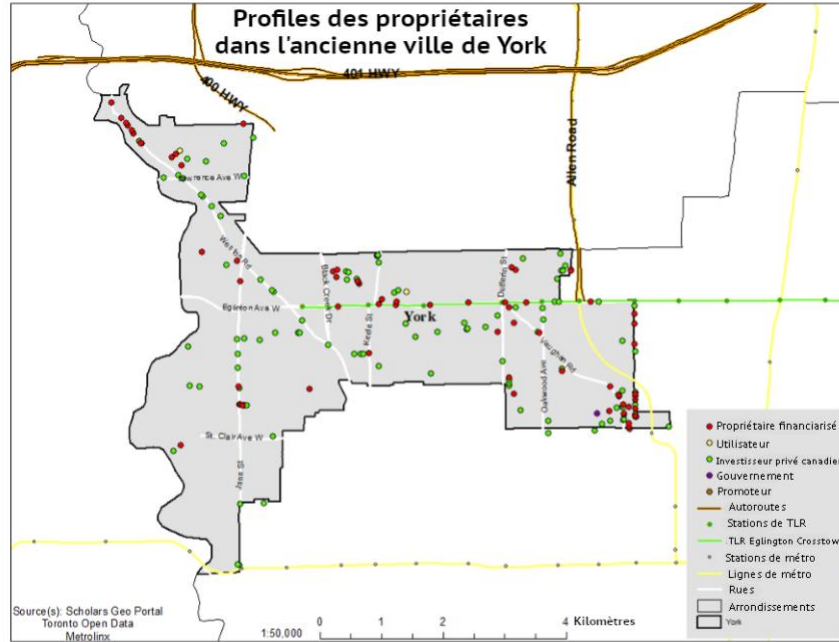 Profiles des propriétaires
dans l'ancienne ville de York
401 HWY
400 HWY
Allen Road
Lawrence Ave W
Weston Rd
Black Creek Dr
Keele St
Dufferin St
Eglinton Ave W
York
Vaughan Rd
Oakwood Ave
St. Clair Ave W
Jane St
Propriétaire financiarisé
Utilisateur
Investisseur privé canadien
Gouvernement
Promoteur
Autoroutes
Stations de TLR
TLR Eglington Crosstown
Stations de métro
Lignes de métro
Rues
Arrondissements
York
Source(s): Scholars Geo Portal
Toronto Open Data
Metrolinx
1:50,000
0 2 4 Kilomètres